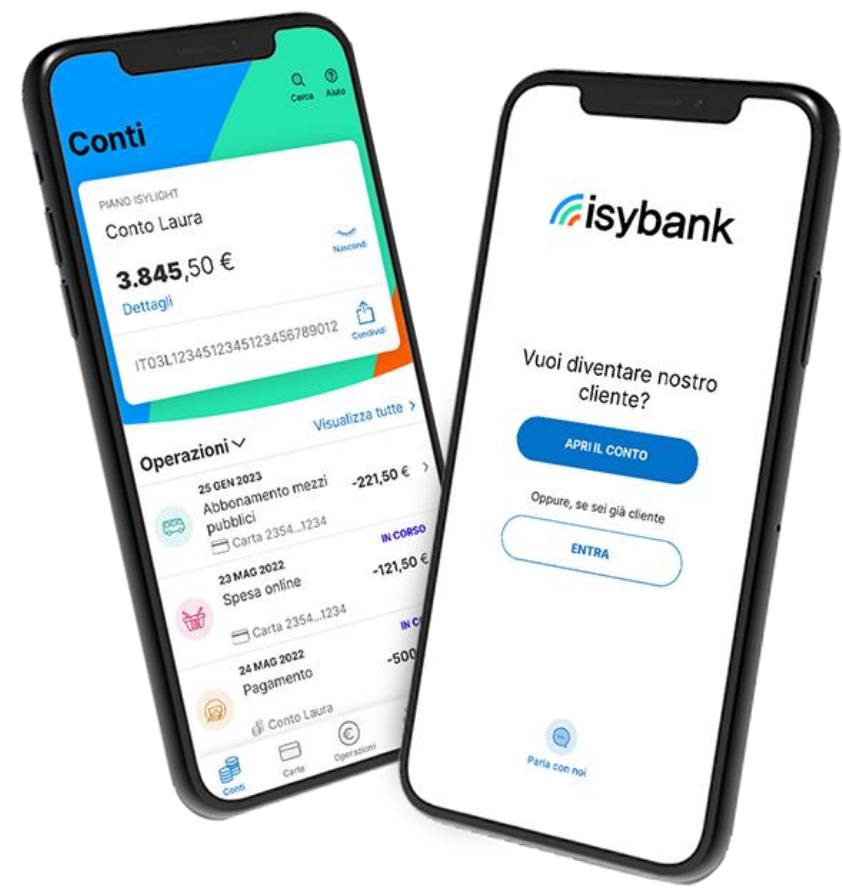 Cerca
Aiuto
Conti
PIANO ISYLIGHT
Conto Laura
3.845,50 €
Nascondi
Dettagli
IT03L1234512345123456789012
Condividi
Operazioni
Visualizza tutte >
25 GEN 2023
Abbonamento mezzi
pubblici
-221,50 € >
Carta 2354...1234
IN CORSO
23 MAG 2022
Spesa online
-121,50 €
Carta 2354...1234
IN C
24 MAG 2022
Pagamento
-500
Conto Laura
Conti
Carte
Operazioni
isybank
Vuoi diventare nostro
cliente?
APRI IL CONTO
Oppure, se sei già cliente
ENTRA
Parla con noi